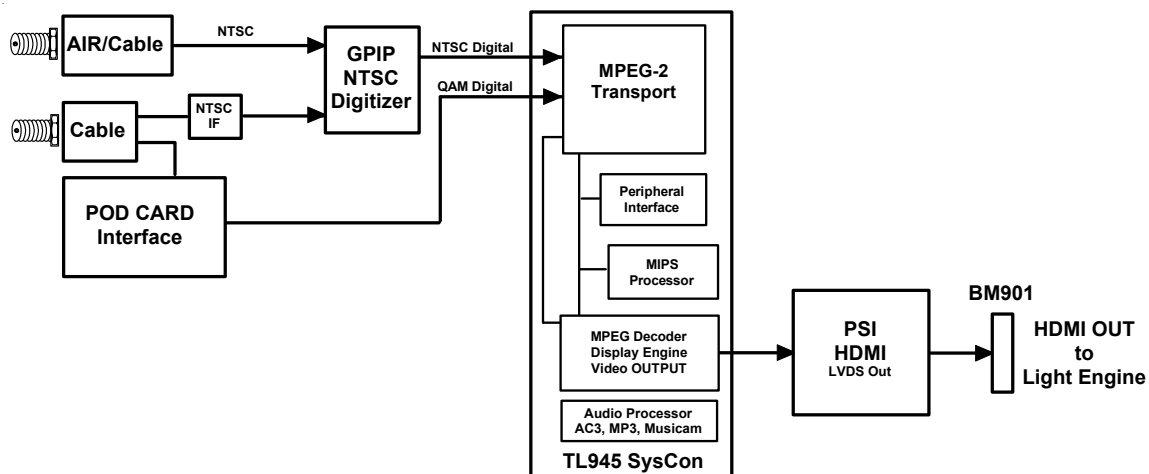 AIR/Cable
NTSC
GPIP
NTSC
Digitizer
NTSC Digital
QAM Digital
MPEG-2
Transport
Cable
NTSC
IF
POD CARD
Interface
Peripheral
Interface
MIPS
Processor
MPEG Decoder
Display Engine
Video OUTPUT
Audio Processor
AC3, MP3, Musicam
TL945 SysCon
PSI
HDMI
LVDS Out
BM901
HDMI OUT
to
Light Engine